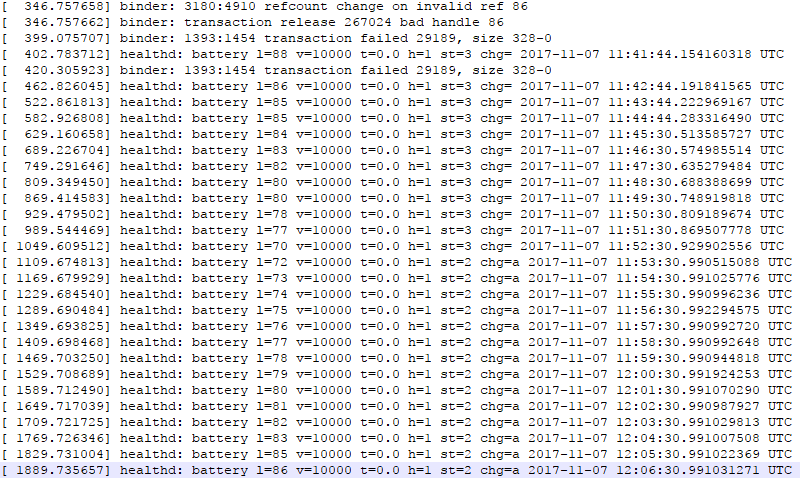 [  346.757658] binder: 3180:4910 refcount change on invalid ref 86
[  346.757662] binder: transaction release 267024 bad handle 86
[  399.075707] binder: 1393:1454 transaction failed 29189, size 328-0
[  402.783712] healthd: battery l=88 v=10000 t=0.0 h=1 st=3 chg= 2017-11-07 11:41:44.154160318 UTC
[  420.305923] binder: 1393:1454 transaction failed 29189, size 328-0
[  462.826045] healthd: battery l=86 v=10000 t=0.0 h=1 st=3 chg= 2017-11-07 11:42:44.191841565 UTC
[  522.861813] healthd: battery l=85 v=10000 t=0.0 h=1 st=3 chg= 2017-11-07 11:43:44.222969167 UTC
[  582.926808] healthd: battery l=85 v=10000 t=0.0 h=1 st=3 chg= 2017-11-07 11:44:44.283316490 UTC
[  629.160658] healthd: battery l=84 v=10000 t=0.0 h=1 st=3 chg= 2017-11-07 11:45:30.513585727 UTC
[  689.226704] healthd: battery l=83 v=10000 t=0.0 h=1 st=3 chg= 2017-11-07 11:46:30.574985514 UTC
[  749.291646] healthd: battery l=82 v=10000 t=0.0 h=1 st=3 chg= 2017-11-07 11:47:30.635279484 UTC
[  809.349450] healthd: battery l=80 v=10000 t=0.0 h=1 st=3 chg= 2017-11-07 11:48:30.688388699 UTC
[  869.414583] healthd: battery l=80 v=10000 t=0.0 h=1 st=3 chg= 2017-11-07 11:49:30.748919818 UTC
[  929.479502] healthd: battery l=78 v=10000 t=0.0 h=1 st=3 chg= 2017-11-07 11:50:30.809189674 UTC
[  989.544469] healthd: battery l=77 v=10000 t=0.0 h=1 st=3 chg= 2017-11-07 11:51:30.869507778 UTC
[ 1049.609512] healthd: battery l=70 v=10000 t=0.0 h=1 st=3 chg= 2017-11-07 11:52:30.929902556 UTC
[ 1109.674813] healthd: battery l=72 v=10000 t=0.0 h=1 st=2 chg=a 2017-11-07 11:53:30.990515088 UTC
[ 1169.679929] healthd: battery l=73 v=10000 t=0.0 h=1 st=2 chg=a 2017-11-07 11:54:30.991025776 UTC
[ 1229.684540] healthd: battery l=74 v=10000 t=0.0 h=1 st=2 chg=a 2017-11-07 11:55:30.990996236 UTC
[ 1289.690484] healthd: battery l=75 v=10000 t=0.0 h=1 st=2 chg=a 2017-11-07 11:56:30.992294575 UTC
[ 1349.693825] healthd: battery l=76 v=10000 t=0.0 h=1 st=2 chg=a 2017-11-07 11:57:30.990992720 UTC
[ 1409.698468] healthd: battery l=77 v=10000 t=0.0 h=1 st=2 chg=a 2017-11-07 11:58:30.990992648 UTC
[ 1469.703250] healthd: battery l=78 v=10000 t=0.0 h=1 st=2 chg=a 2017-11-07 11:59:30.990944818 UTC
[ 1529.708689] healthd: battery l=79 v=10000 t=0.0 h=1 st=2 chg=a 2017-11-07 12:00:30.991924253 UTC
[ 1589.712490] healthd: battery l=80 v=10000 t=0.0 h=1 st=2 chg=a 2017-11-07 12:01:30.991070290 UTC
[ 1649.717039] healthd: battery l=81 v=10000 t=0.0 h=1 st=2 chg=a 2017-11-07 12:02:30.990987927 UTC
[ 1709.721725] healthd: battery l=82 v=10000 t=0.0 h=1 st=2 chg=a 2017-11-07 12:03:30.991029813 UTC
[ 1769.726346] healthd: battery l=83 v=10000 t=0.0 h=1 st=2 chg=a 2017-11-07 12:04:30.991007508 UTC
[ 1829.731004] healthd: battery l=85 v=10000 t=0.0 h=1 st=2 chg=a 2017-11-07 12:05:30.991022369 UTC
[ 1889.735657] healthd: battery l=86 v=10000 t=0.0 h=1 st=2 chg=a 2017-11-07 12:06:30.991031271 UTC